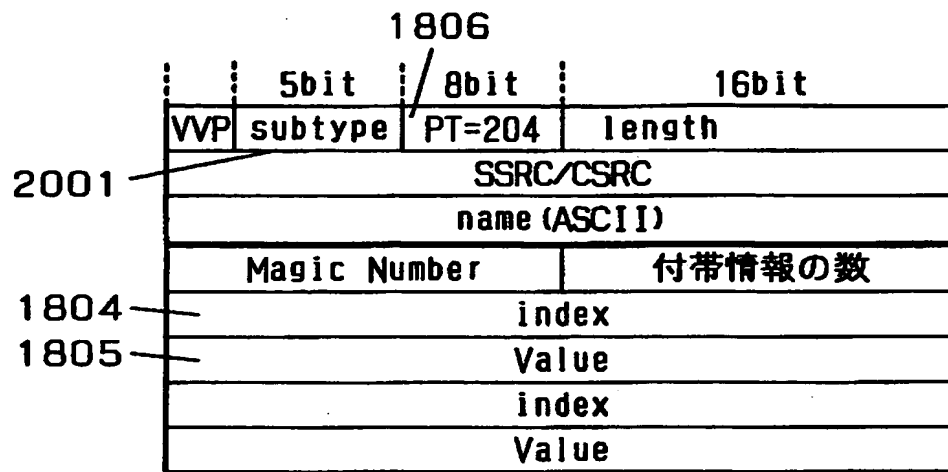 1806
5bit 8bit 16bit
VVP subtype PT=204 length
2001
SSRC/CSRC
name (ASCII)
Magic Number 付帯情報の数
1804 index
1805 Value
index
Value